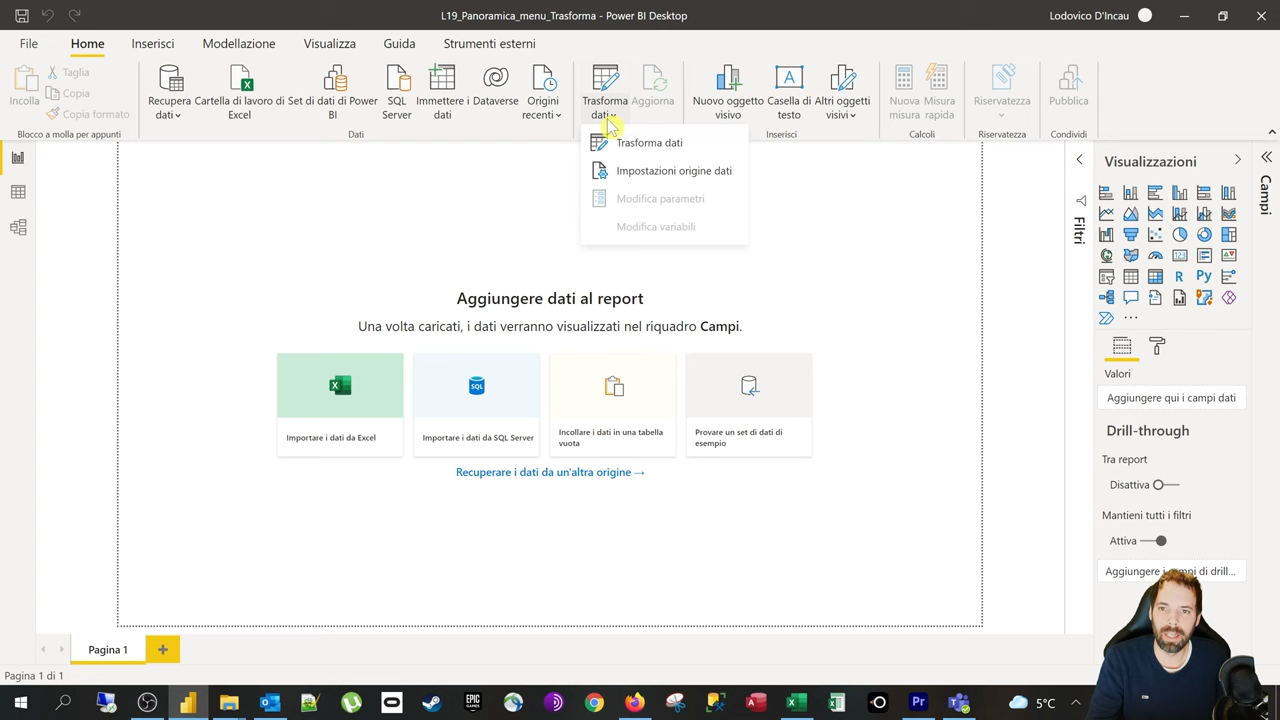 L19_Panoramica_menu_Trasforma - Power BI Desktop
Lodovico D'Incau
File
Home
Inserisci
Modellazione
Visualizza
Guida
Strumenti esterni
Incolla
Taglia
Copia
Copia formato
Blocco a molla per appunti
Recupera
dati
Cartella di lavoro di
Excel
Set di dati di Power
BI
SQL
Server
Immettere i
dati
Dataverse
Origini
recenti
Dati
Trasforma
dati
Aggiorna
Nuovo oggetto
visivo
Casella di
testo
Altri oggetti
visivi
Inserisci
Nuova
misura
Misura
rapida
Calcoli
Riservatezza
Riservatezza
Pubblica
Condividi
Trasforma dati
Impostazioni origine dati
Modifica parametri
Modifica variabili
Aggiungere dati al report
Una volta caricati, i dati verranno visualizzati nel riquadro Campi.
Importare i dati da Excel
SQL
Importare i dati da SQL Server
Incollare i dati in una tabella
vuota
Provare un set di dati di
esempio
Recuperare i dati da un'altra origine →
Filtri
Visualizzazioni
R
Py
123
...
Valori
Aggiungere qui i campi dati
Drill-through
Tra report
Disattiva
Mantieni tutti i filtri
Attiva
Campi
Pagina 1
+
Pagina 1 di 1
EPIC
GAMES
Pr
5°C